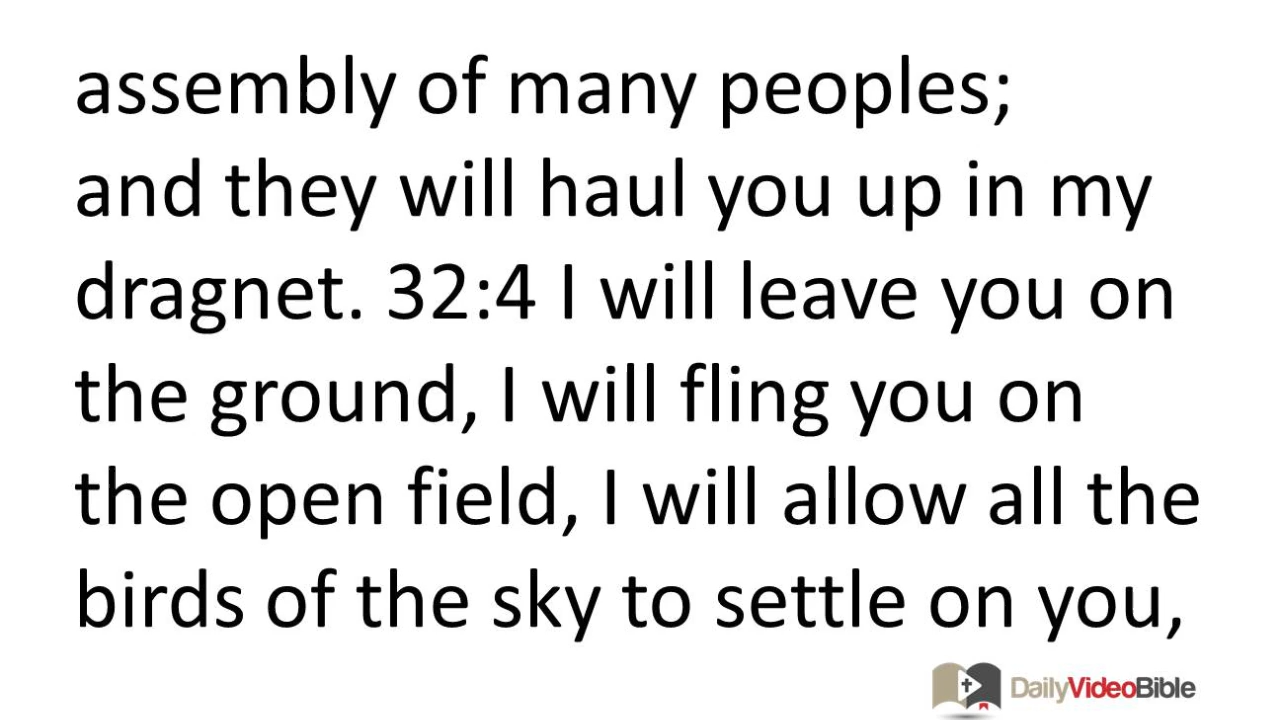 assembly of many peoples;
and they will haul you up in my
dragnet. 32:4 I will leave you on
the ground, I will fling you on
the open field, I will allow all the
birds of the sky to settle on you,
DailyVideoBible